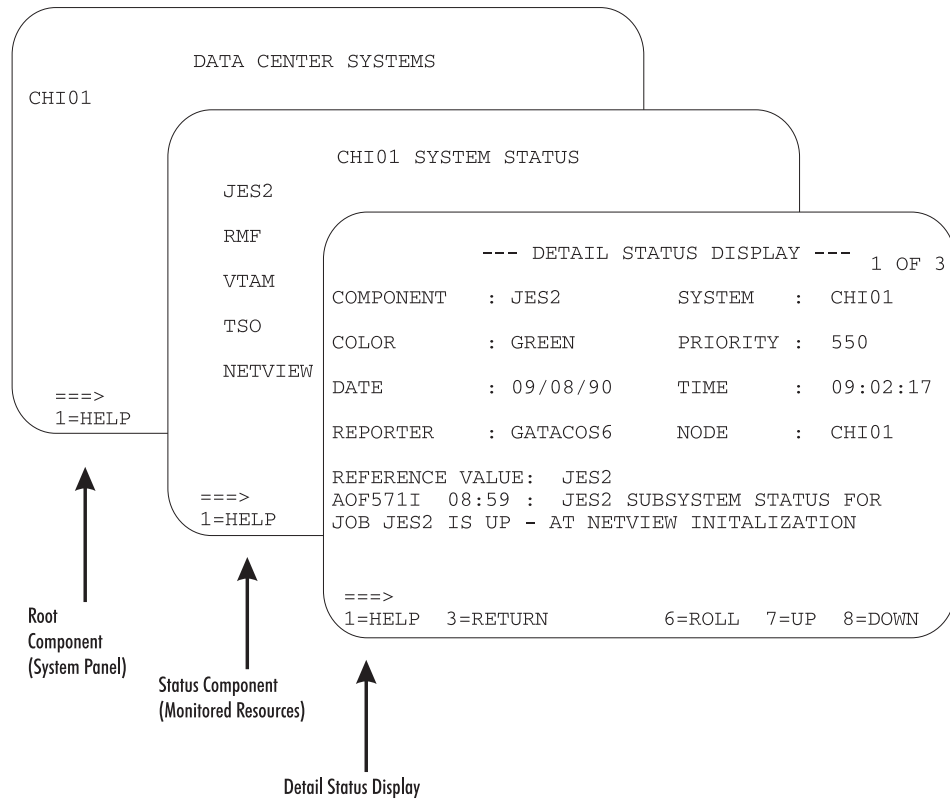 DATA CENTER SYSTEMS
CHI01
===>
1=HELP
CHI01 SYSTEM STATUS
JES2
RMF
VTAM
TSO
NETVIEW
===>
1=HELP
--- DETAIL STATUS DISPLAY ---
1 OF 3
COMPONENT : JES2 SYSTEM : CHI01
COLOR : GREEN PRIORITY : 550
DATE : 09/08/90 TIME : 09:02:17
REPORTER : GATACOS6 NODE : CHI01
REFERENCE VALUE: JES2
AOF571I 08:59 : JES2 SUBSYSTEM STATUS FOR
JOB JES2 IS UP - AT NETVIEW INITALIZATION
===>
1=HELP 3=RETURN 6=ROLL 7=UP 8=DOWN
Root
Component
(System Panel)
Status Component
(Monitored Resources)
Detail Status Display